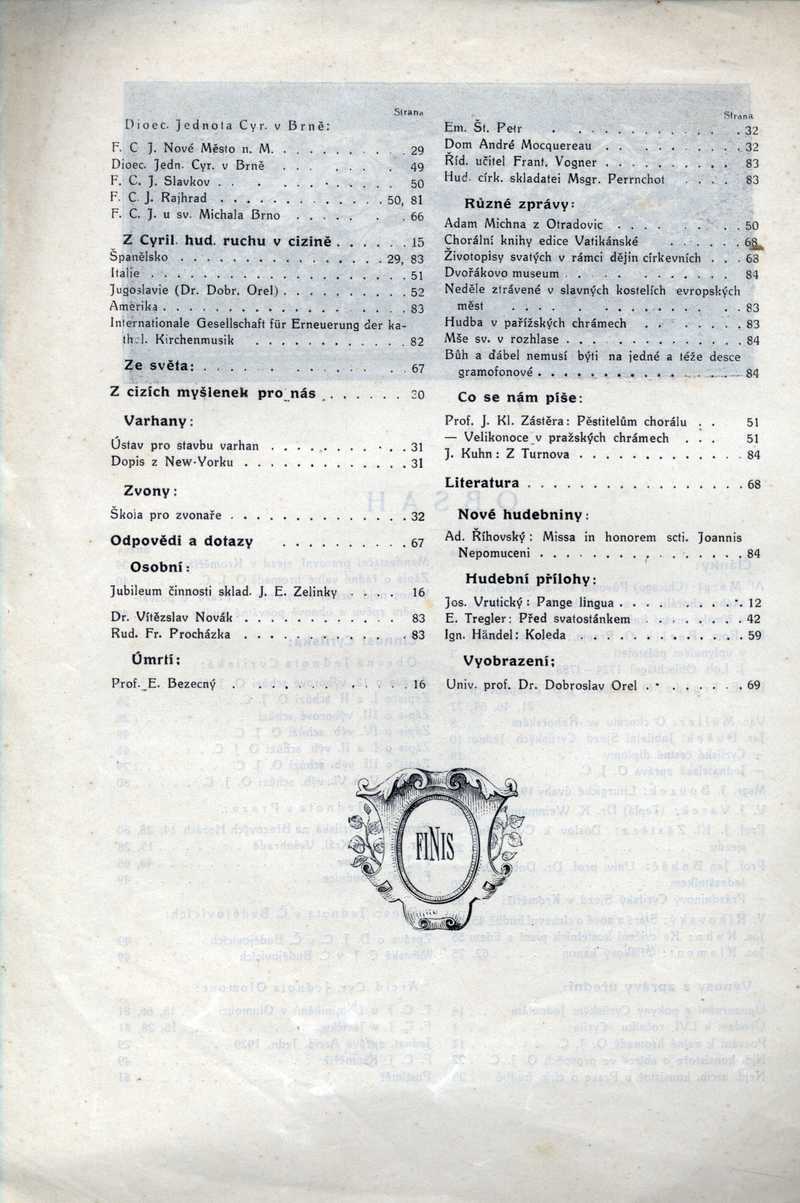 Strana
Dioec. Jednota Cyr. v Brně:
F. C J. Nové Město n. M. . . . . . . . . . 29
Dioec. Jedn. Cyr. v Brně . . . . . . . 49
F. C. J. Slavkov . . . . . . . . . . 50
F. C. J. Rajhrad . . . . . . . . . . . . . 50, 81
F. C. J. u sv. Michala Brno . . . . . . 66
Z Cyril. hud. ruchu v cizině . . . . . . 15
Španělsko . . . . . . . . . . . . . . . . 29, 83
Italie . . . . . . . . . . . . . . . . . . 51
Jugoslavie (Dr. Dobr. Orel) . . . . . . . . . . 52
Amerika . . . . . . . . . . . . . . . . . 83
Internationale Gesellschaft für Erneuerung der ka-
thol. Kirchenmusik . . . . . . . . . . . 82
Ze světa: . . . . . . . . . . . . . . 67
Z cizích myšlenek pro nás . . . . . . . 30
Varhany:
Ústav pro stavbu varhan . . . . . . . . . . 31
Dopis z New-Yorku . . . . . . . . . . . . . 31
Zvony:
Škola pro zvonaře . . . . . . . . . . . . . . 32
Odpovědi a dotazy . . . . . . . . . . 67
Osobní:
Jubileum činnosti sklad. J. E. Zelinky . . . . 16
Dr. Vítězslav Novák . . . . . . . . . . . . 83
Rud. Fr. Procházka . . . . . . . . . . . . 83
Úmrtí:
Prof. E. Bezecný . . . . . . . . . . . . 16
Strana
Em. Št. Petr . . . . . . . . . . . . 32
Dom André Mocquereau . . . . . . . . . . 32
Říd. učitel Frant. Vogner . . . . . . . . . . 83
Hud. círk. skladatel Msgr. Perrnchot . . . . 83
Různé zprávy:
Adam Michna z Otradovic . . . . . . . . . 50
Chorální knihy edice Vatikánské . . . . . . 68
Životopisy svatých v rámci dějin církevních . . . 68
Dvořákovo museum . . . . . . . . . . . . 84
Neděle ztrávené v slavných kostelích evropských
měst . . . . . . . . . . . . . . 83
Hudba v pařížských chrámech . . . . . . . 83
Mše sv. v rozhlase . . . . . . . . . . . . . . 84
Bůh a ďábel nemusí býti na jedné a téže desce
gramofonové . . . . . . . . . . . . . . . 84
Co se nám píše:
Prof. J. Kl. Zástěra: Pěstitelům chorálu . . 51
— Velikonoce v pražských chrámech . . . 51
J. Kuhn: Z Turnova . . . . . . . . . . . . . 84
Literatura . . . . . . . . . . . . . . . . . 68
Nové hudebniny:
Ad. Říhovský: Missa in honorem scti. Joannis
Nepomuceni . . . . . . . . . . . . . . . . 84
Hudební přílohy:
Jos. Vrutický: Pange lingua . . . . . . . . . . 12
E. Tregler: Před svatostánkem . . . . . . . 42
Ign. Händel: Koleda . . . . . . . . . . . . 59
Vyobrazení:
Univ. prof. Dr. Dobroslav Orel . . . . . . . . 69
FINIS